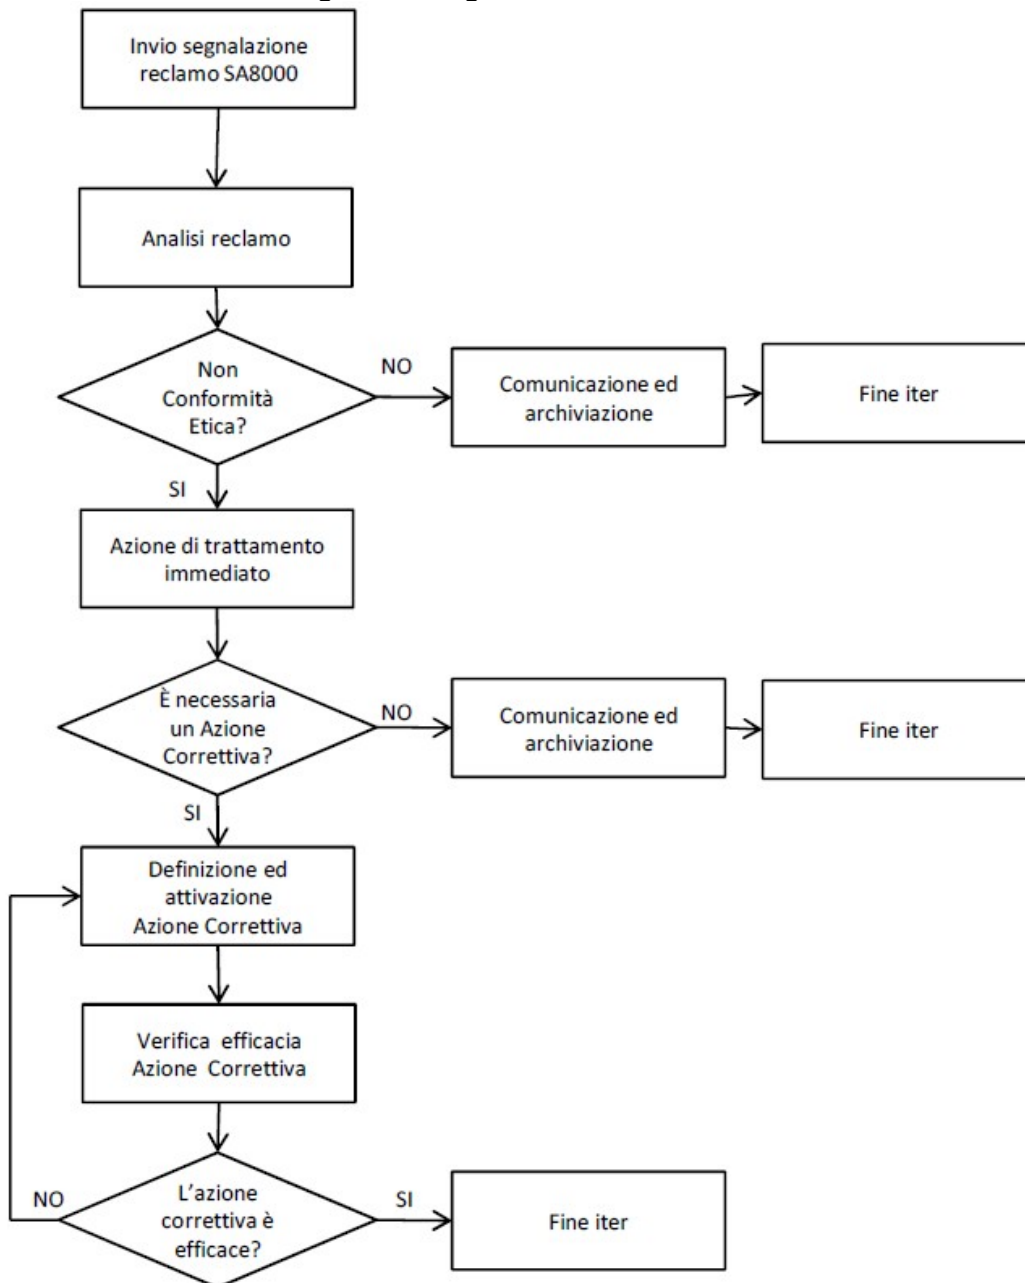 Invio segnalazione
reclamo SA8000
Analisi reclamo
Non
Conformità
Etica?
NO
Comunicazione ed
archiviazione
Fine iter
SI
Azione di trattamento
immediato
È necessaria
un Azione
Correttiva?
NO
Comunicazione ed
archiviazione
Fine iter
SI
Definizione ed
attivazione
Azione Correttiva
Verifica efficacia
Azione Correttiva
NO
L'azione
correttiva è
efficace?
SI
Fine iter